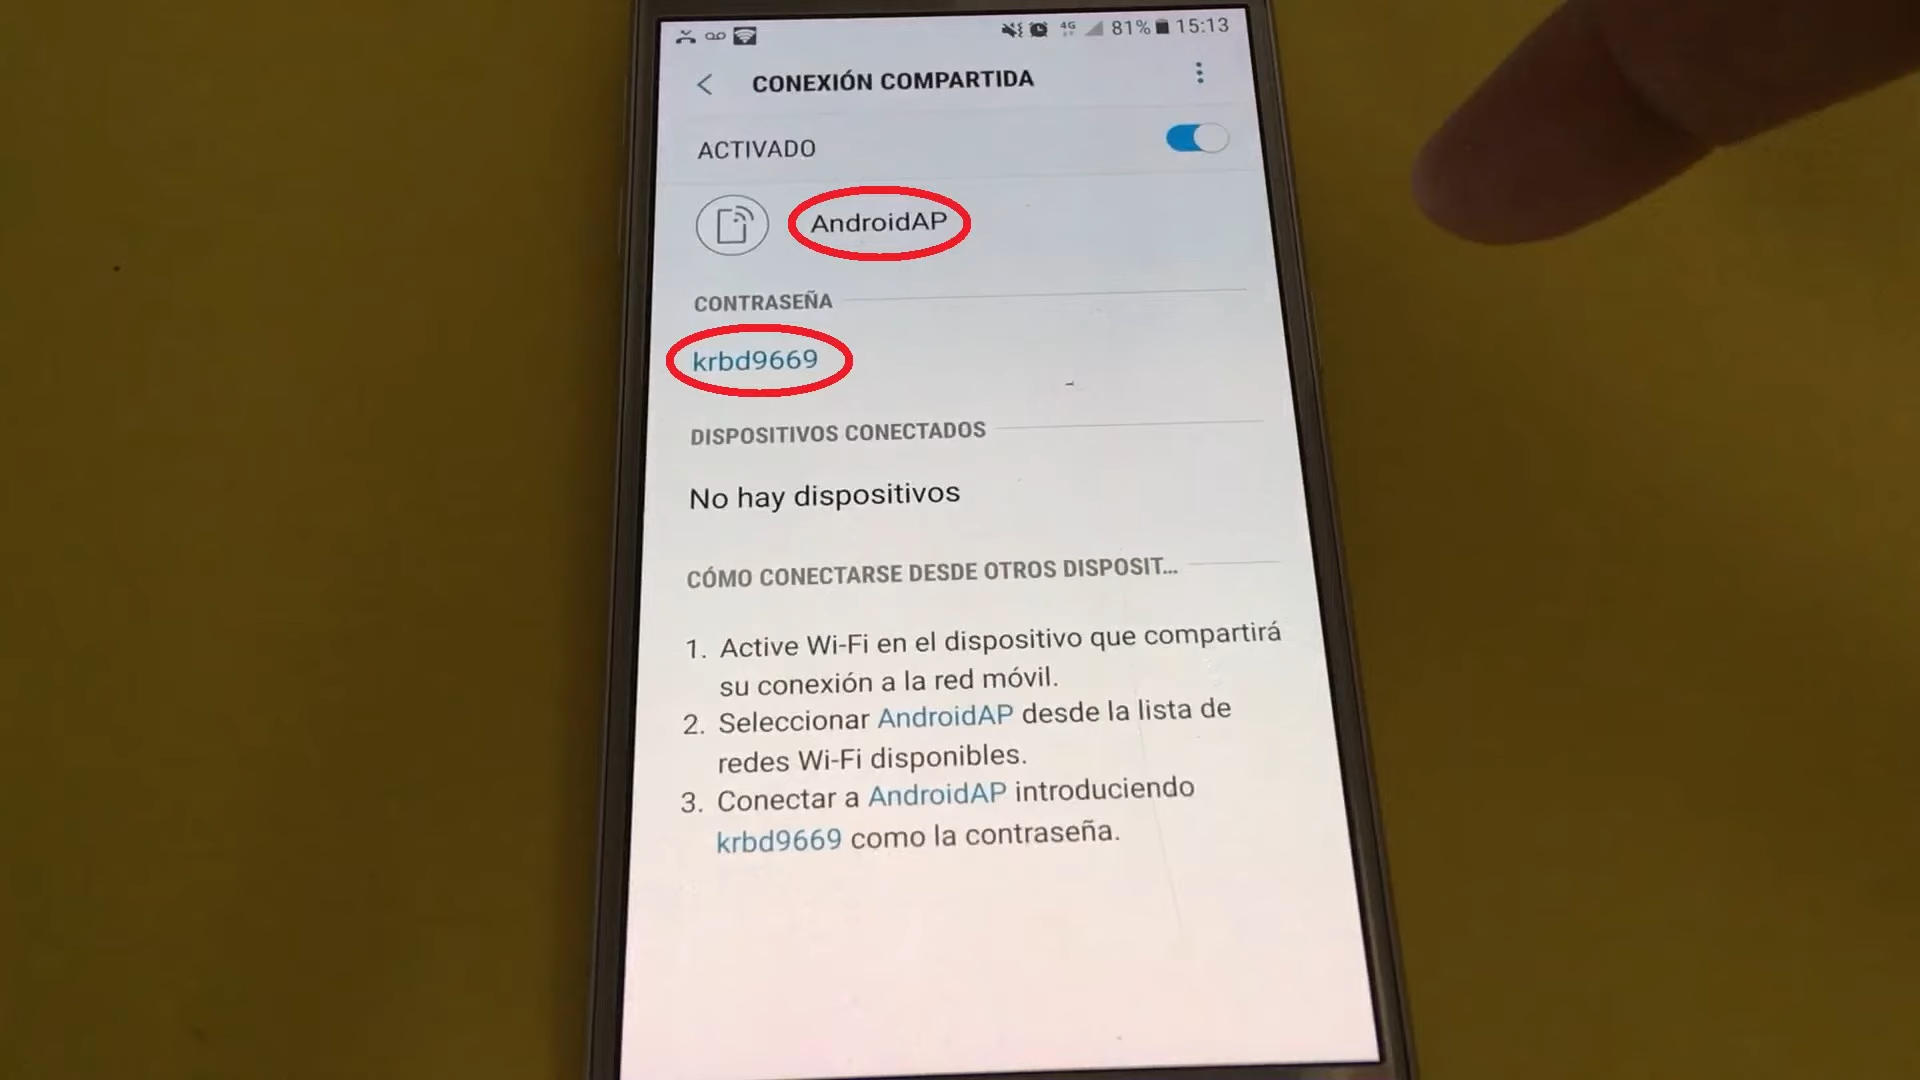 4G 81% 15:13
CONEXIÓN COMPARTIDA
ACTIVADO
AndroidAP
CONTRASEÑA
krbd9669
DISPOSITIVOS CONECTADOS
No hay dispositivos
CÓMO CONECTARSE DESDE OTROS DISPOSIT...
1. Active Wi-Fi en el dispositivo que compartirá
su conexión a la red móvil.
2. Seleccionar AndroidAP desde la lista de
redes Wi-Fi disponibles.
3. Conectar a AndroidAP introduciendo
krbd9669 como la contraseña.